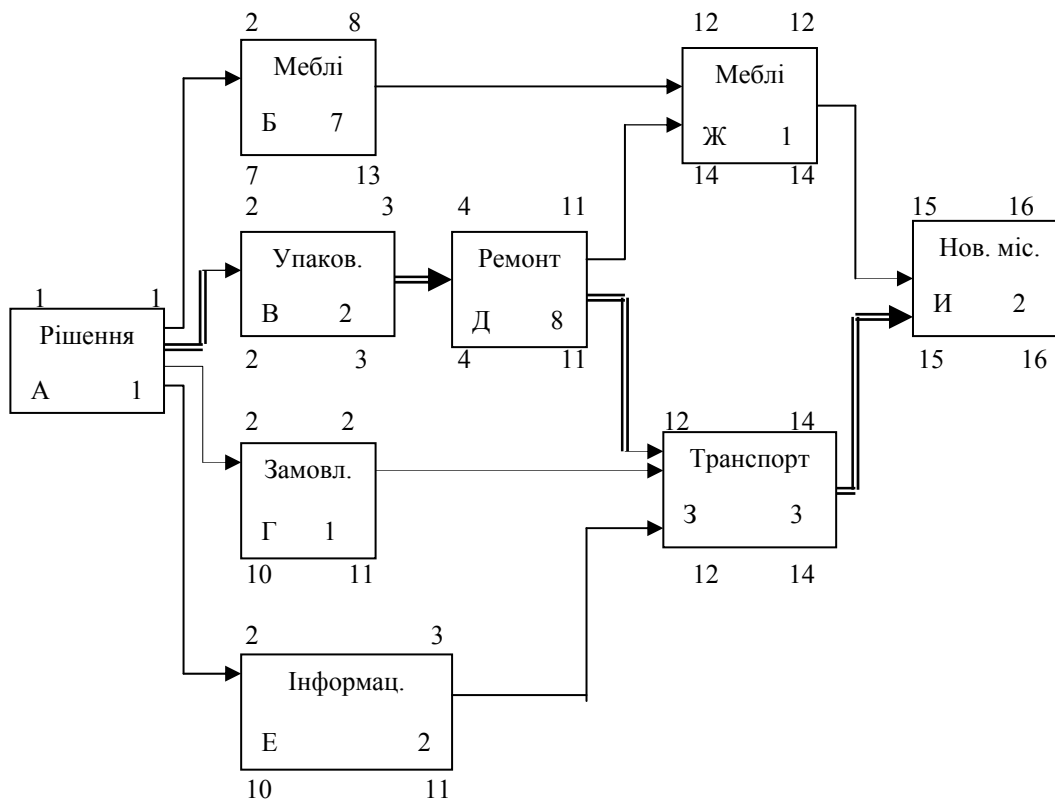 2 8
Меблі
Б 7
7 13
12 12
Меблі
Ж 1
14 14
2 3
Упаков.
В 2
2 3
4 11
Ремонт
Д 8
4 11
15 16
Нов. міс.
И 2
15 16
1 1
Рішення
А 1
2 2
Замовл.
Г 1
10 11
12 14
Транспорт
З 3
12 14
2 3
Інформац.
Е 2
10 11